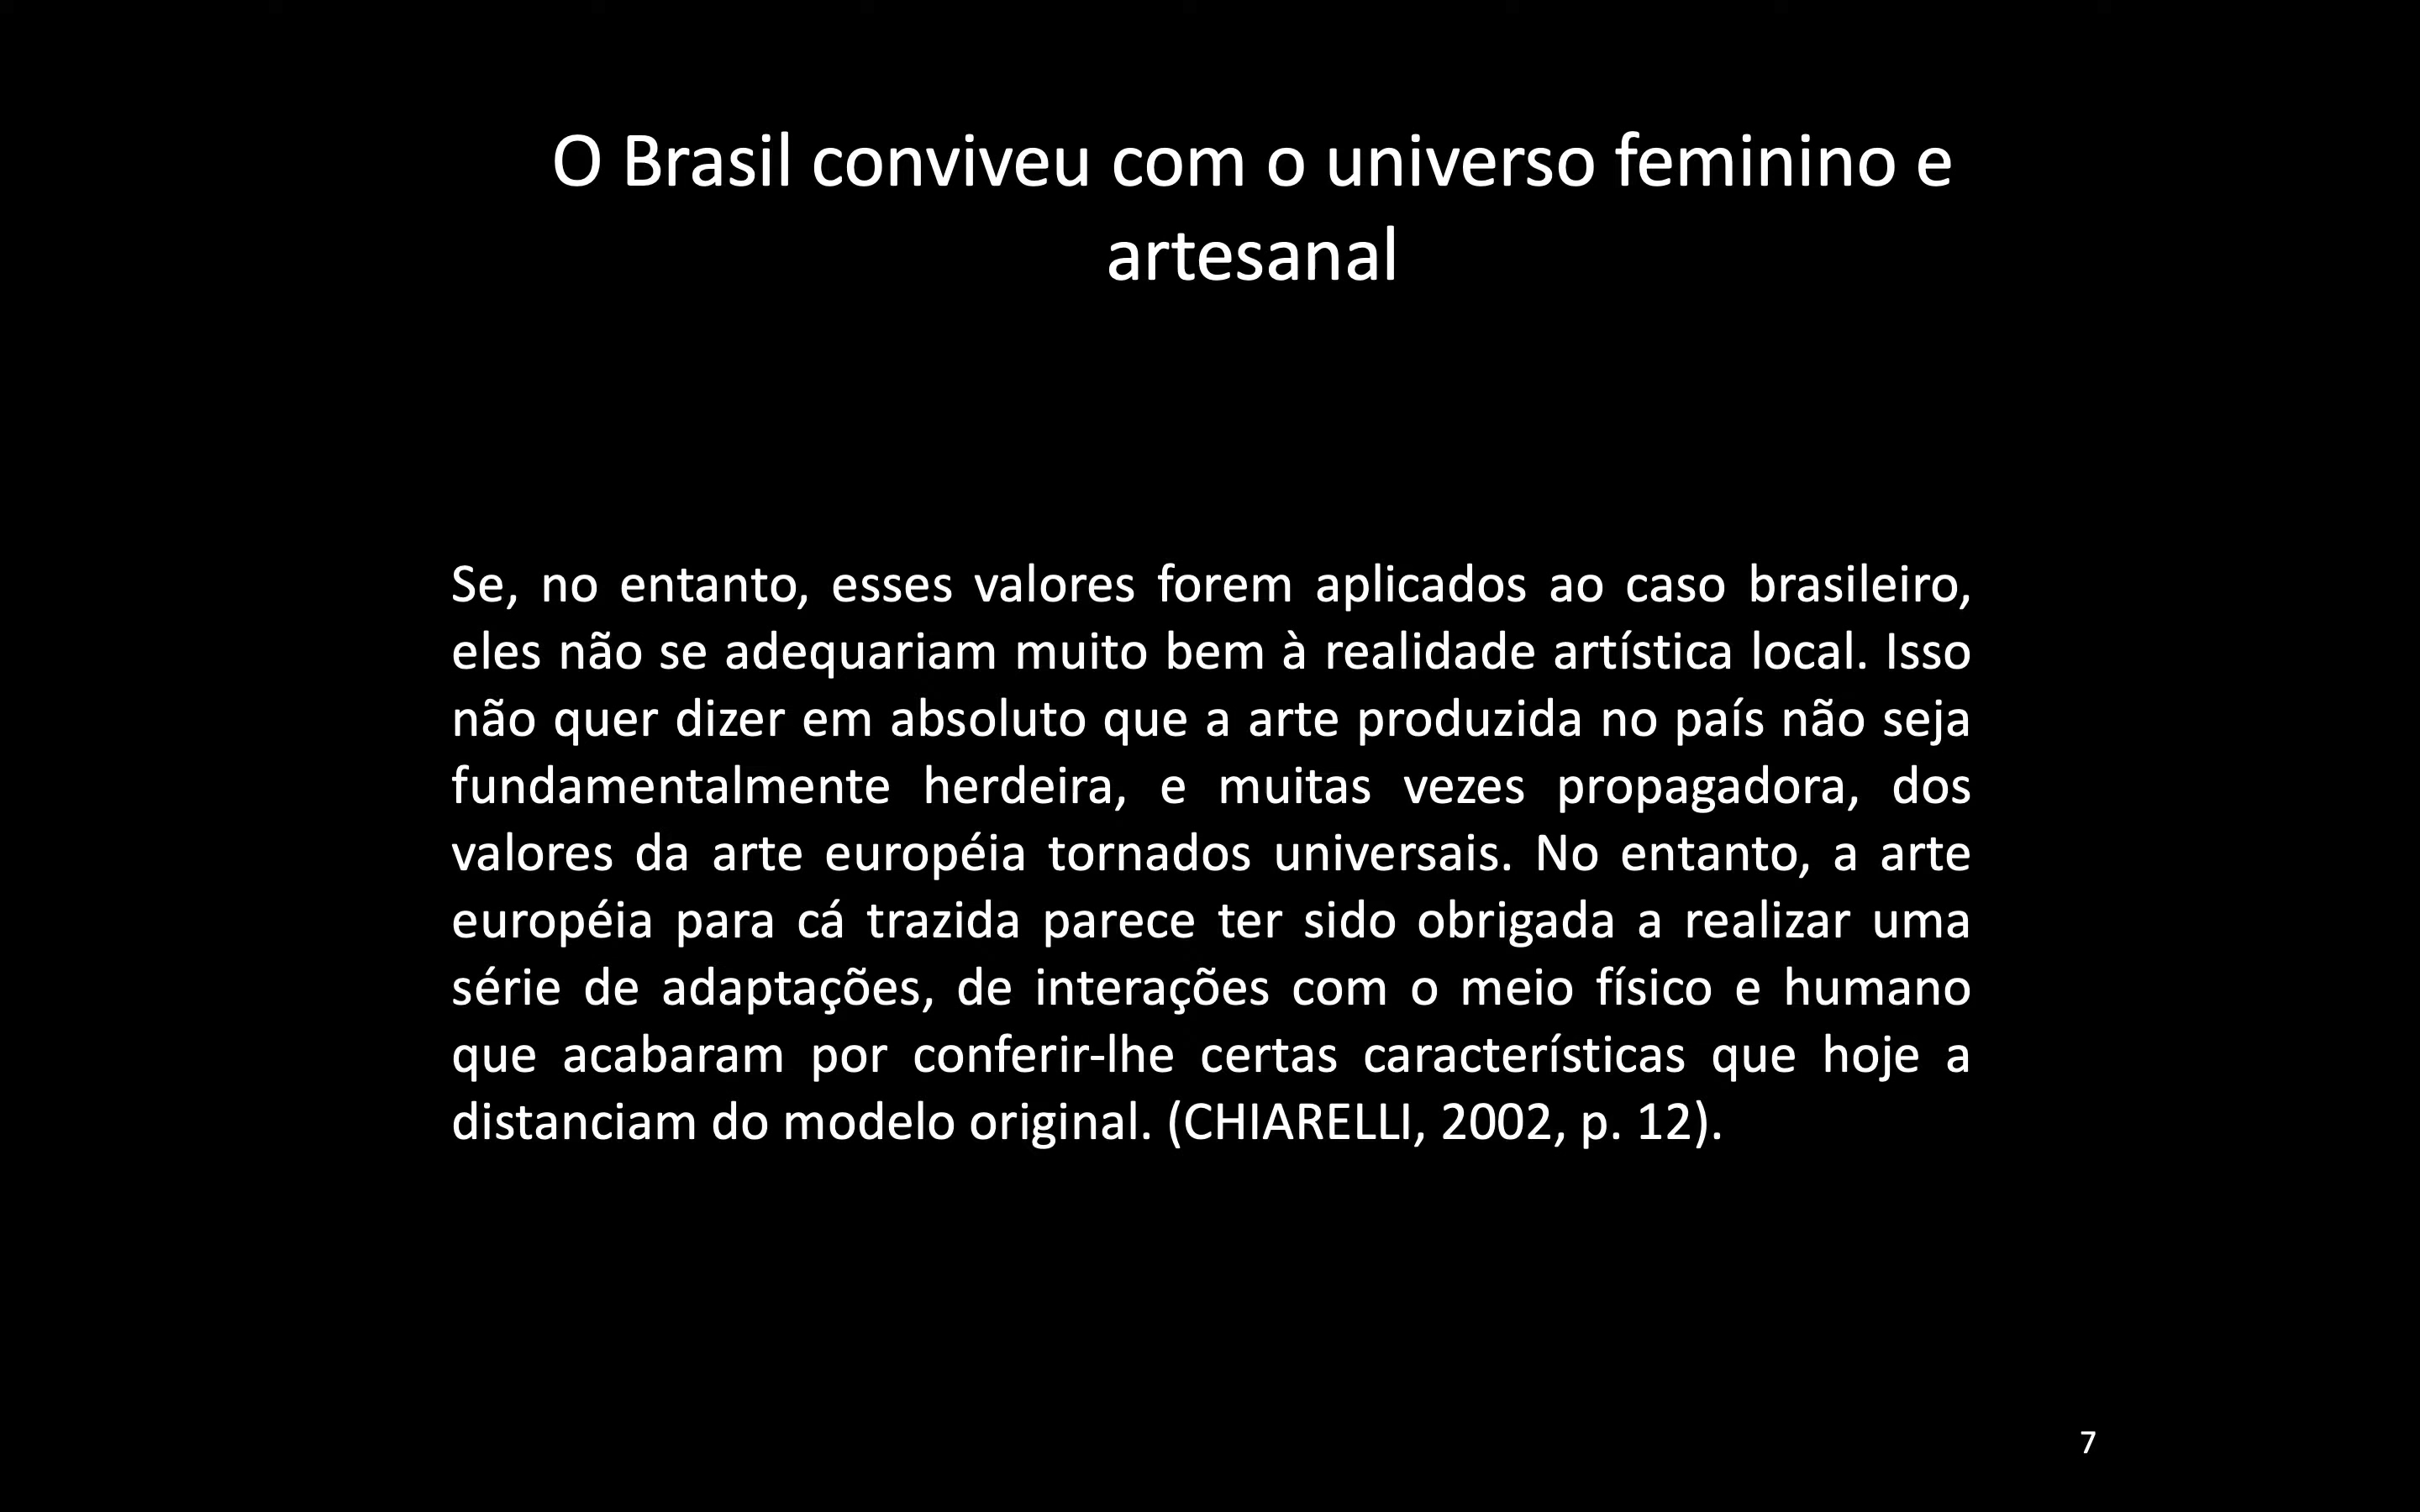 O Brasil conviveu com o universo feminino e
artesanal
Se, no entanto, esses valores forem aplicados ao caso brasileiro,
eles não se adequariam muito bem à realidade artística local. Isso
não quer dizer em absoluto que a arte produzida no país não seja
fundamentalmente herdeira, e muitas vezes propagadora, dos
valores da arte européia tornados universais. No entanto, a arte
européia para cá trazida parece ter sido obrigada a realizar uma
série de adaptações, de interações com o meio físico e humano
que acabaram por conferir-lhe certas características que hoje a
distanciam do modelo original. (CHIARELLI, 2002, p. 12).
7